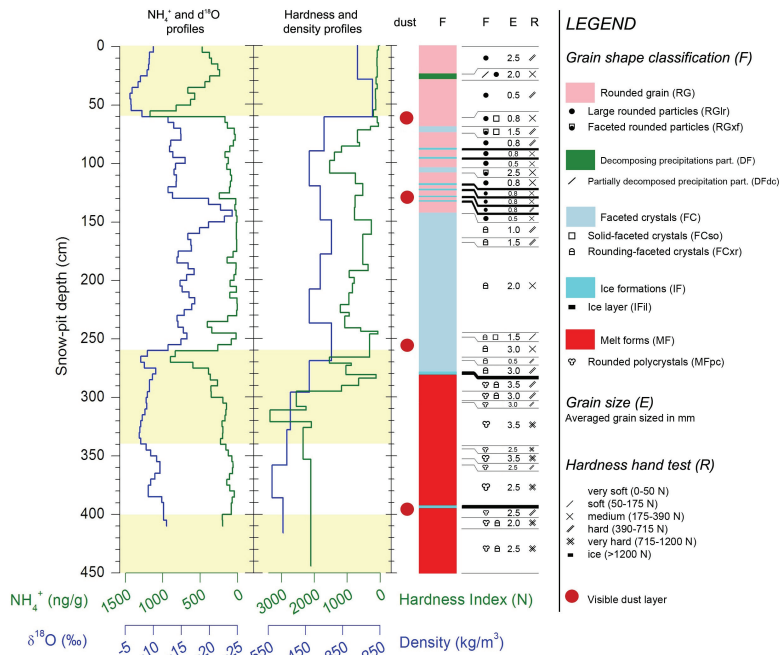 NH₄⁺ and d¹⁸O profiles
Hardness and density profiles
dust
F
F E R
Snow-pit depth (cm)
0
50
100
150
200
250
300
350
400
450
2.5
2.0
0.5
0.8
1.5
0.8
0.8
0.5
2.5
0.8
0.8
0.8
0.8
0.5
1.0
1.5
2.0
1.5
3.0
0.5
3.0
3.5
3.0
3.0
3.5
2.5
3.5
2.5
2.5
2.5
2.0
2.5
NH₄⁺ (ng/g)
1500 1000 500 0
3000 2000 1000 0
Hardness Index (N)
δ¹⁸O (‰)
-5 -15 -20 -25
550 450 350 250
Density (kg/m³)
LEGEND
Grain shape classification (F)
Rounded grain (RG)
Large rounded particles (RGlr)
Faceted rounded particles (RGxf)
Decomposing precipitations part. (DF)
Partially decomposed precipitation part. (DFdc)
Faceted crystals (FC)
Solid-faceted crystals (FCso)
Rounding-faceted crystals (FCxr)
Ice formations (IF)
Ice layer (IFil)
Melt forms (MF)
Rounded polycrystals (MFpc)
Grain size (E)
Averaged grain sized in mm
Hardness hand test (R)
very soft (0-50 N)
soft (50-175 N)
medium (175-390 N)
hard (390-715 N)
very hard (715-1200 N)
ice (>1200 N)
Visible dust layer